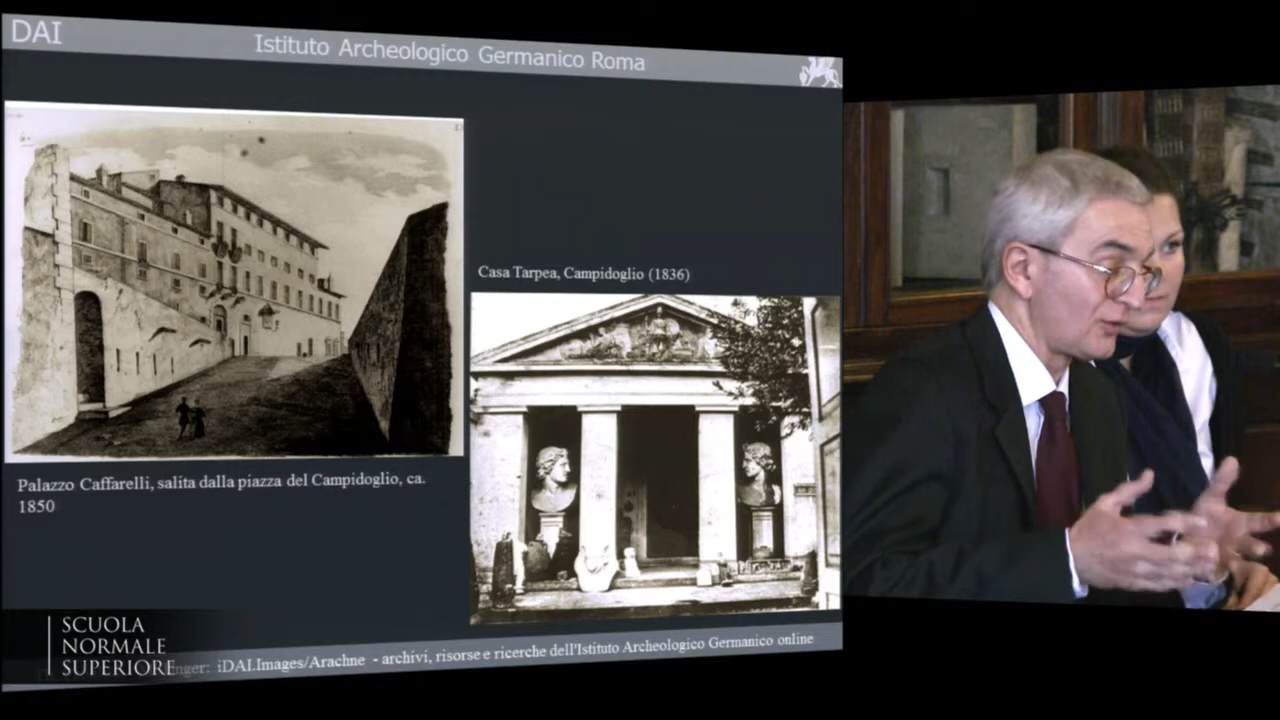 DAI
Istituto Archeologico Germanico Roma
Casa Tarpea, Campidoglio (1836)
Palazzo Caffarelli, salita dalla piazza del Campidoglio, ca.
1850
SCUOLA
NORMALE
SUPERIORE
iDAI.Images/Arachne - archivi, risorse e ricerche dell'Istituto Archeologico Germanico online